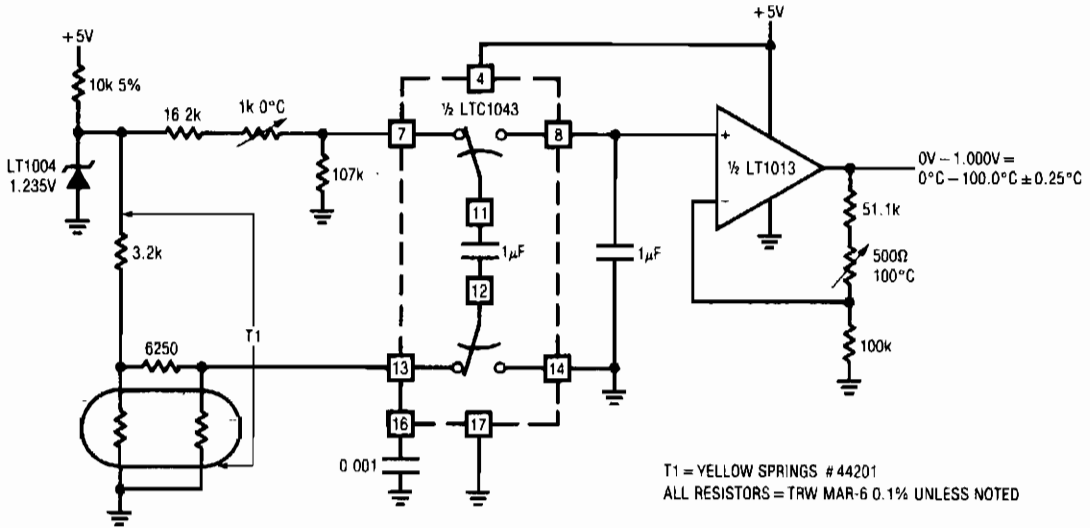 +5V
+5V
10k 5%
4
16 2k
1k 0°C
½ LTC1043
7
8
+
0V – 1.000V =
0°C – 100.0°C ± 0.25°C
LT1004
1.235V
107k
½ LT1013
–
51.1k
11
3.2k
1µF
1µF
500Ω
100°C
12
T1
6250
13
14
100k
16
17
0 001
T1 = YELLOW SPRINGS # 44201
ALL RESISTORS = TRW MAR-6 0.1% UNLESS NOTED